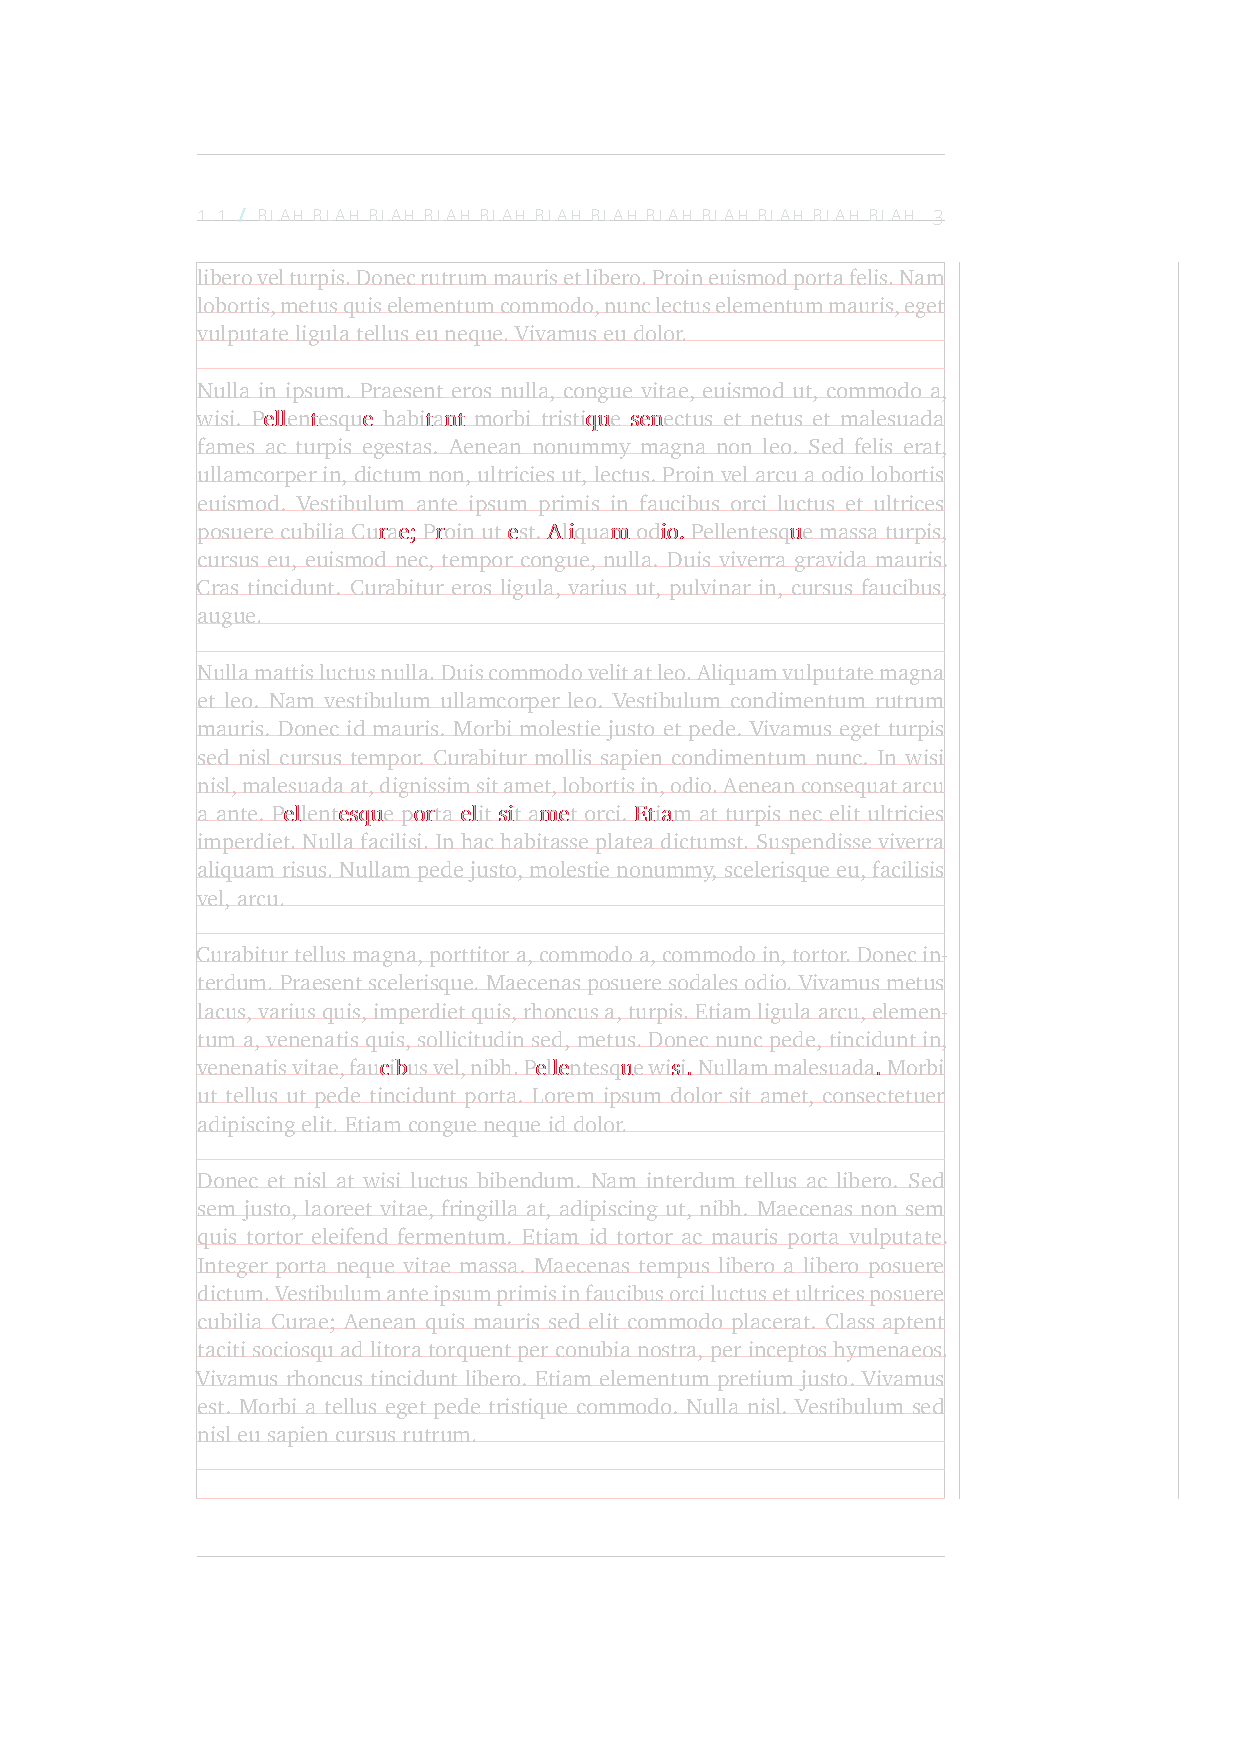 1.1 / BLAH BLAH BLAH BLAH BLAH BLAH BLAH BLAH BLAH BLAH BLAH BLAH 3
libero vel turpis. Donec rutrum mauris et libero. Proin euismod porta felis. Nam
lobortis, metus quis elementum commodo, nunc lectus elementum mauris, eget
vulputate ligula tellus eu neque. Vivamus eu dolor.
Nulla in ipsum. Praesent eros nulla, congue vitae, euismod ut, commodo a,
wisi. Pellentesque habitant morbi tristique senectus et netus et malesuada
fames ac turpis egestas. Aenean nonummy magna non leo. Sed felis erat,
ullamcorper in, dictum non, ultricies ut, lectus. Proin vel arcu a odio lobortis
euismod. Vestibulum ante ipsum primis in faucibus orci luctus et ultrices
posuere cubilia Curae; Proin ut est. Aliquam odio. Pellentesque massa turpis,
cursus eu, euismod nec, tempor congue, nulla. Duis viverra gravida mauris.
Cras tincidunt. Curabitur eros ligula, varius ut, pulvinar in, cursus faucibus,
augue.
Nulla mattis luctus nulla. Duis commodo velit at leo. Aliquam vulputate magna
et leo. Nam vestibulum ullamcorper leo. Vestibulum condimentum rutrum
mauris. Donec id mauris. Morbi molestie justo et pede. Vivamus eget turpis
sed nisl cursus tempor. Curabitur mollis sapien condimentum nunc. In wisi
nisl, malesuada at, dignissim sit amet, lobortis in, odio. Aenean consequat arcu
a ante. Pellentesque porta elit sit amet orci. Etiam at turpis nec elit ultricies
imperdiet. Nulla facilisi. In hac habitasse platea dictumst. Suspendisse viverra
aliquam risus. Nullam pede justo, molestie nonummy, scelerisque eu, facilisis
vel, arcu.
Curabitur tellus magna, porttitor a, commodo a, commodo in, tortor. Donec in-
terdum. Praesent scelerisque. Maecenas posuere sodales odio. Vivamus metus
lacus, varius quis, imperdiet quis, rhoncus a, turpis. Etiam ligula arcu, elemen-
tum a, venenatis quis, sollicitudin sed, metus. Donec nunc pede, tincidunt in,
venenatis vitae, faucibus vel, nibh. Pellentesque wisi. Nullam malesuada. Morbi
ut tellus ut pede tincidunt porta. Lorem ipsum dolor sit amet, consectetuer
adipiscing elit. Etiam congue neque id dolor.
Donec et nisl at wisi luctus bibendum. Nam interdum tellus ac libero. Sed
sem justo, laoreet vitae, fringilla at, adipiscing ut, nibh. Maecenas non sem
quis tortor eleifend fermentum. Etiam id tortor ac mauris porta vulputate.
Integer porta neque vitae massa. Maecenas tempus libero a libero posuere
dictum. Vestibulum ante ipsum primis in faucibus orci luctus et ultrices posuere
cubilia Curae; Aenean quis mauris sed elit commodo placerat. Class aptent
taciti sociosqu ad litora torquent per conubia nostra, per inceptos hymenaeos.
Vivamus rhoncus tincidunt libero. Etiam elementum pretium justo. Vivamus
est. Morbi a tellus eget pede tristique commodo. Nulla nisl. Vestibulum sed
nisl eu sapien cursus rutrum.